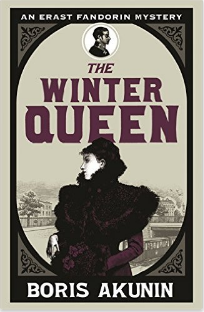 AN ERAST FANDORIN MYSTERY
THE
WINTER
QUEEN
BORIS AKUNIN